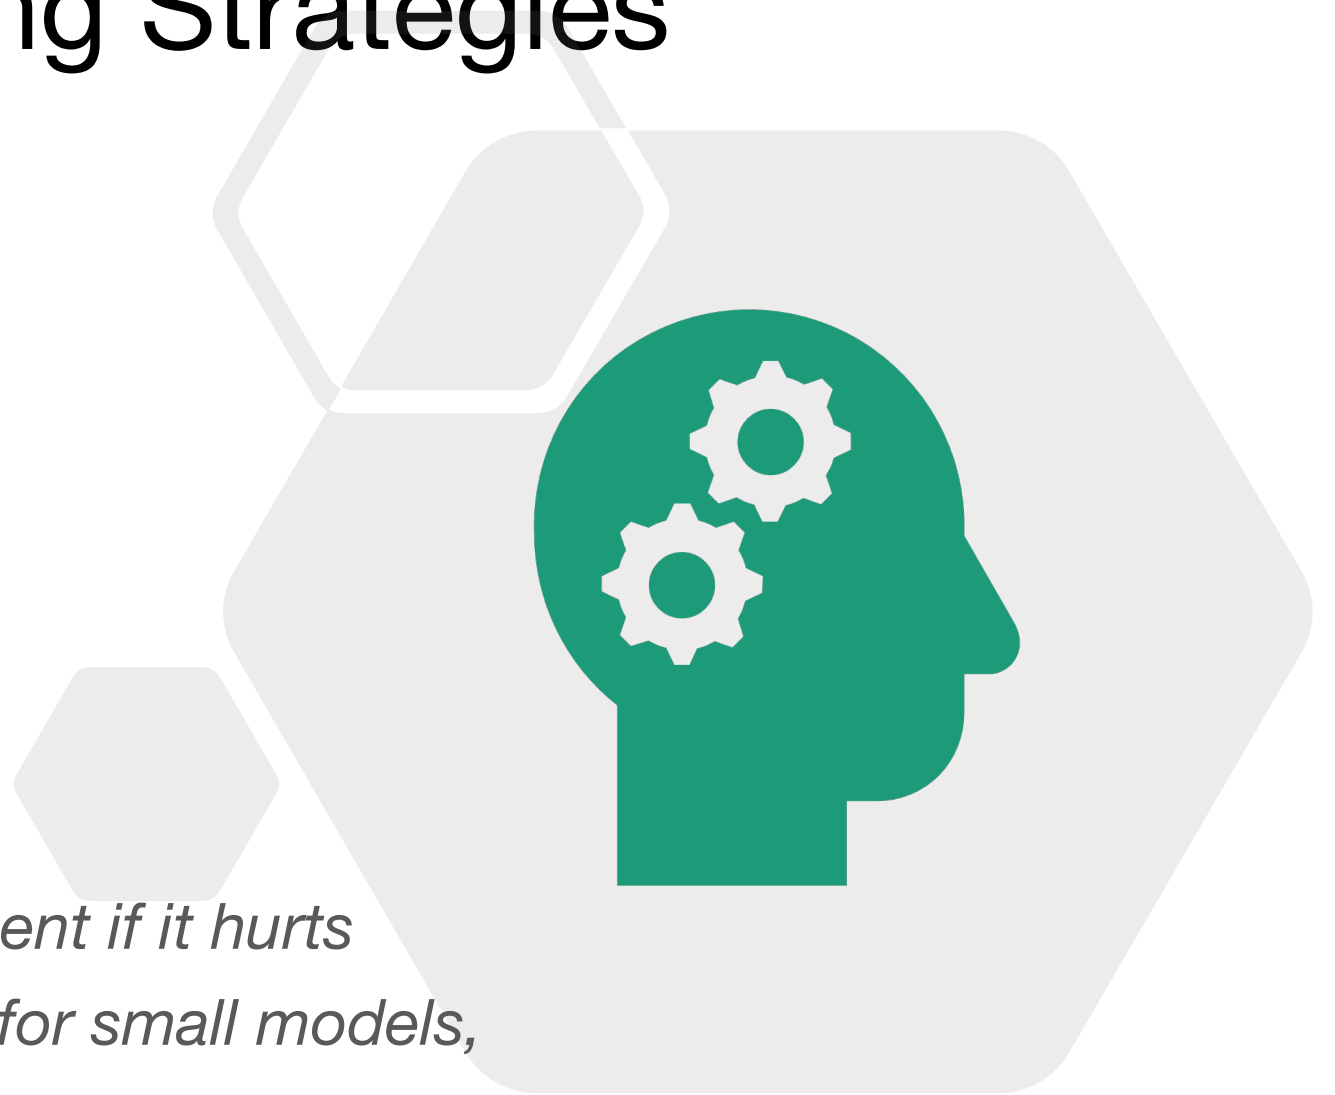 ng Strategies
ent if it hurts
for small models,